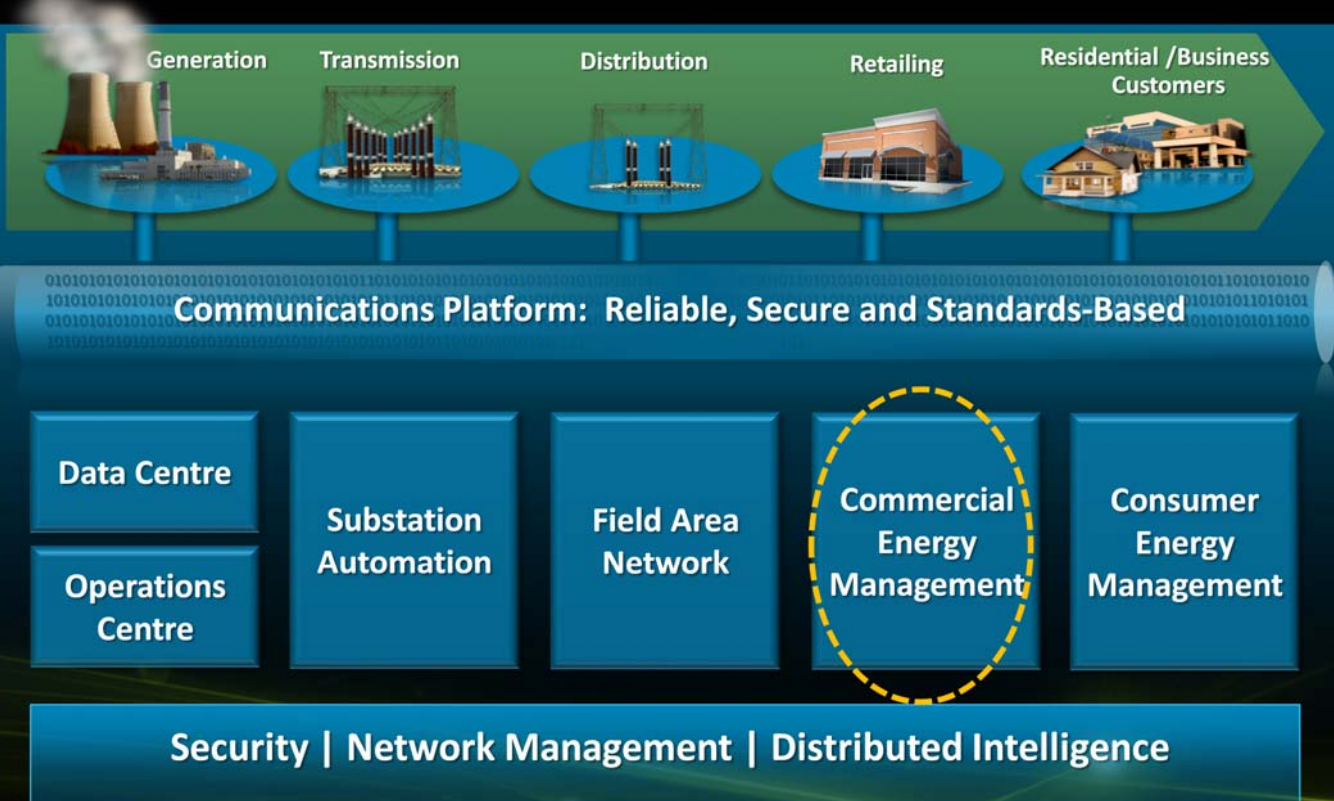 Generation
Transmission
Distribution
Retailing
Residential /Business
Customers
Communications Platform: Reliable, Secure and Standards-Based
Data Centre
Operations
Centre
Substation
Automation
Field Area
Network
Commercial
Energy
Management
Consumer
Energy
Management
Security | Network Management | Distributed Intelligence